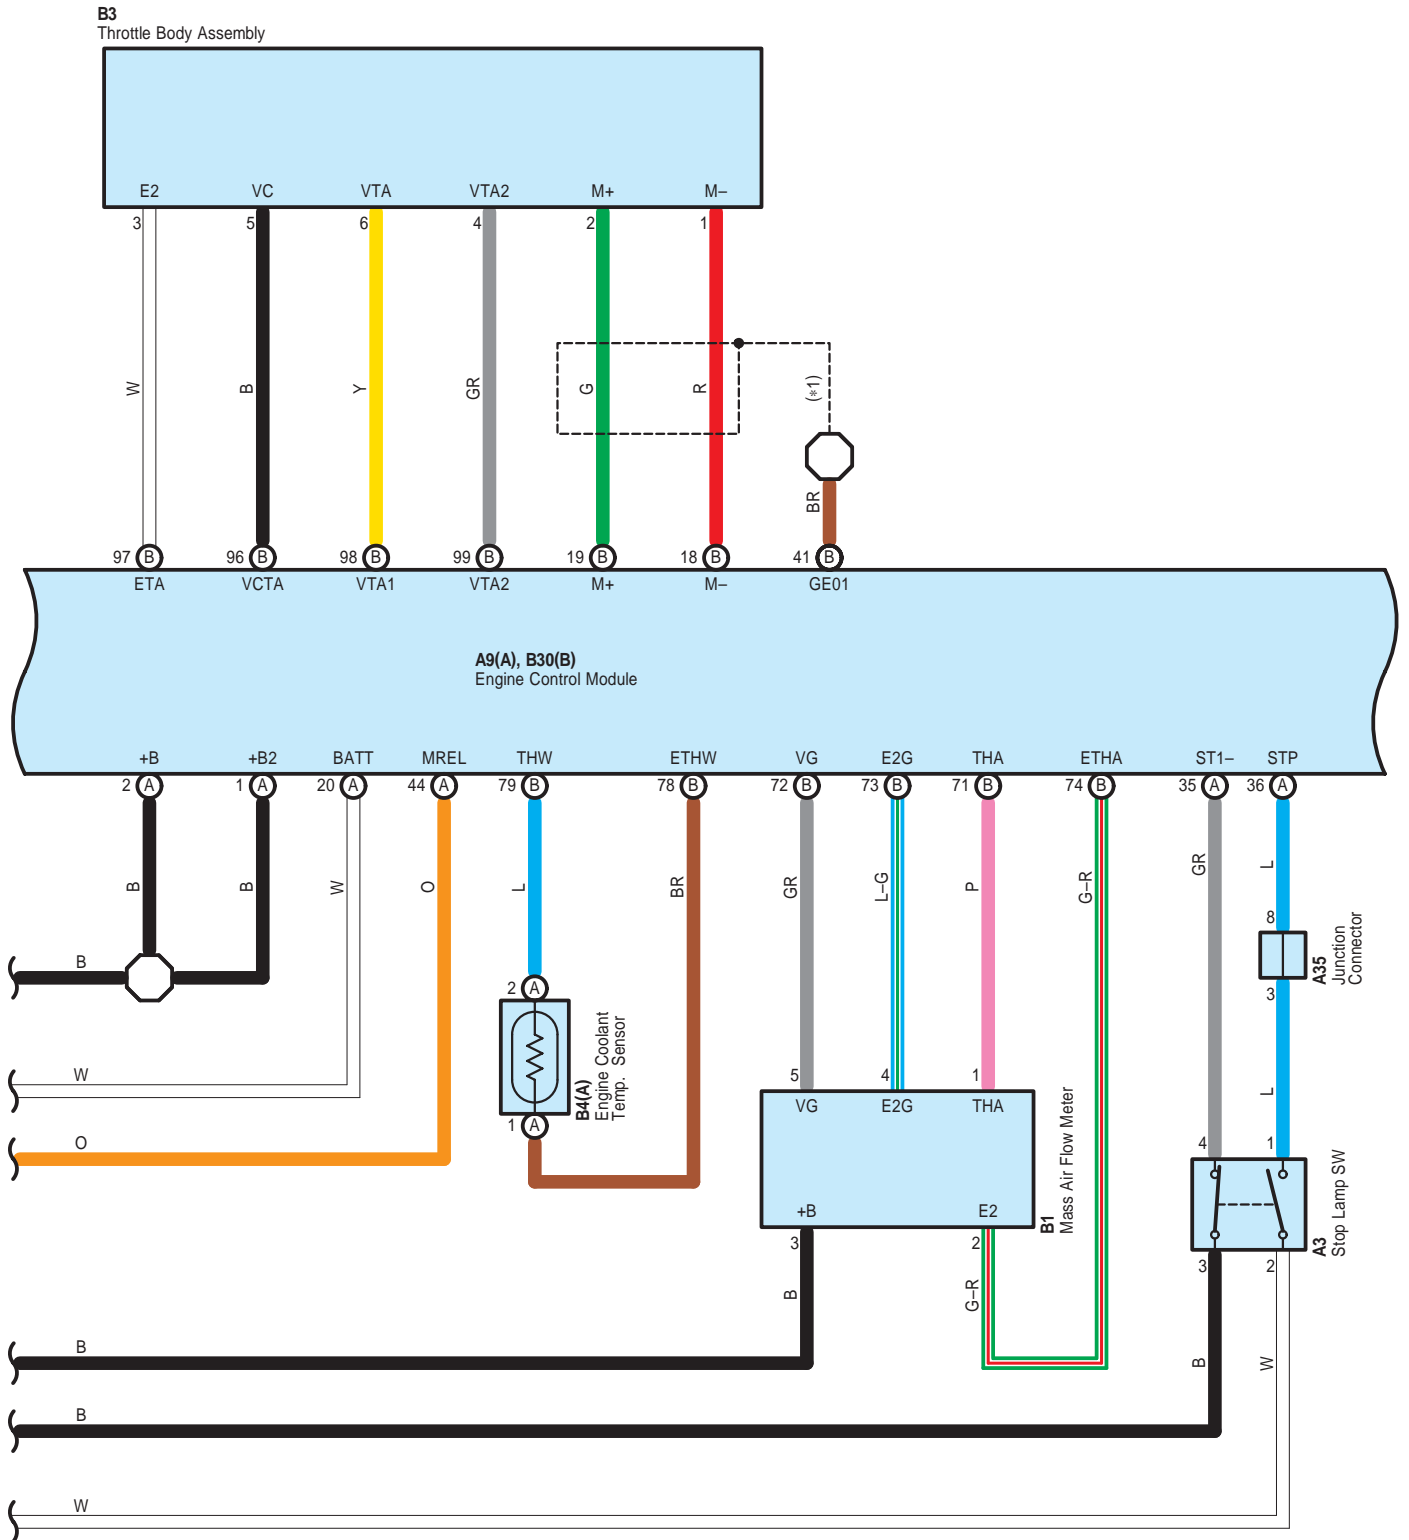 B3
Throttle Body Assembly
E2 VC VTA VTA2 M+ M–
3 5 6 4 2 1
W B Y GR G R (*1)
BR
97 B 96 B 98 B 99 B 19 B 18 B 41 B
ETA VCTA VTA1 VTA2 M+ M– GE01
A9(A), B30(B)
Engine Control Module
+B +B2 BATT MREL THW ETHW VG E2G THA ETHA ST1– STP
2 A 1 A 20 A 44 A 79 B 78 B 72 B 73 B 71 B 74 B 35 A 36 A
B B W O L BR GR L–G P G–R GR L
8
A35
Junction
Connector
3
B
2 A
B4(A)
Engine Coolant
Temp. Sensor
1 A
W
O
5 4 1
VG E2G THA
+B E2
3 2
B1
Mass Air Flow Meter
B G–R
L
4 1
A3
Stop Lamp SW
3 2
B W
B
B
W